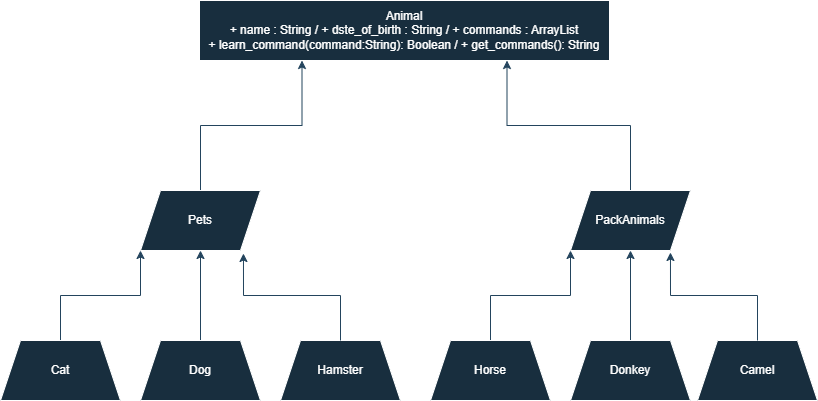 Animal
+ name : String / + dste_of_birth : String / + commands : ArrayList
+ learn_command(command:String): Boolean / + get_commands(): String
Pets
PackAnimals
Cat
Dog
Hamster
Horse
Donkey
Camel